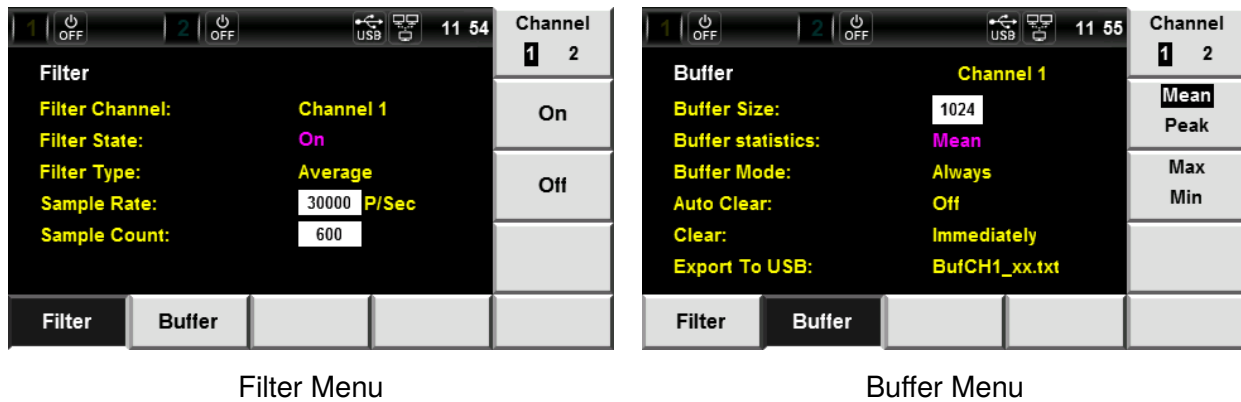 1 OFF 2 OFF USB 11 54
Channel
1 2
Filter
Filter Channel: Channel 1
On
Filter State: On
Filter Type: Average
Off
Sample Rate: 30000 P/Sec
Sample Count: 600
Filter Buffer
Filter Menu
1 OFF 2 OFF USB 11 55
Channel
1 2
Buffer Channel 1
Mean
Peak
Buffer Size: 1024
Buffer statistics: Mean
Max
Min
Buffer Mode: Always
Auto Clear: Off
Clear: Immediately
Export To USB: BufCH1_xx.txt
Filter Buffer
Buffer Menu